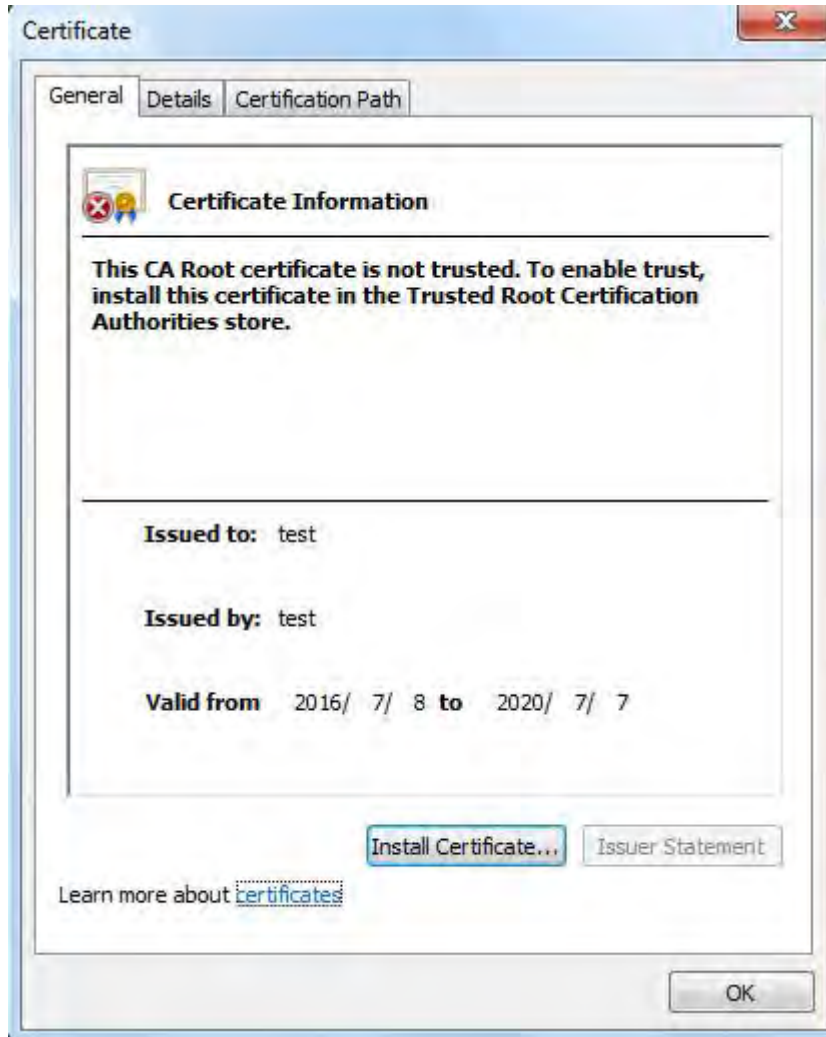 Certificate
General Details Certification Path
Certificate Information
This CA Root certificate is not trusted. To enable trust,
install this certificate in the Trusted Root Certification
Authorities store.
Issued to: test
Issued by: test
Valid from 2016/ 7/ 8 to 2020/ 7/ 7
Install Certificate... Issuer Statement
Learn more about certificates
OK